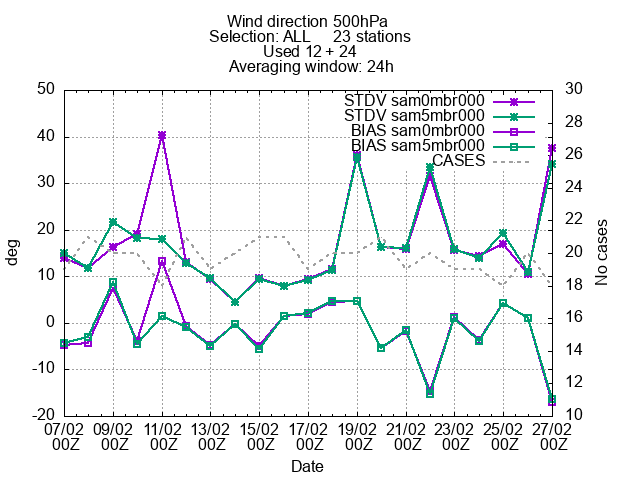 Wind direction 500hPa
Selection: ALL 23 stations
Used 12 + 24
Averaging window: 24h
STDV sam0mbr000
STDV sam5mbr000
BIAS sam0mbr000
BIAS sam5mbr000
CASES
50
40
30
20
10
0
-10
-20
deg
30
28
26
24
22
20
18
16
14
12
10
No cases
07/02 09/02 11/02 13/02 15/02 17/02 19/02 21/02 23/02 25/02 27/02
00Z 00Z 00Z 00Z 00Z 00Z 00Z 00Z 00Z 00Z 00Z
Date